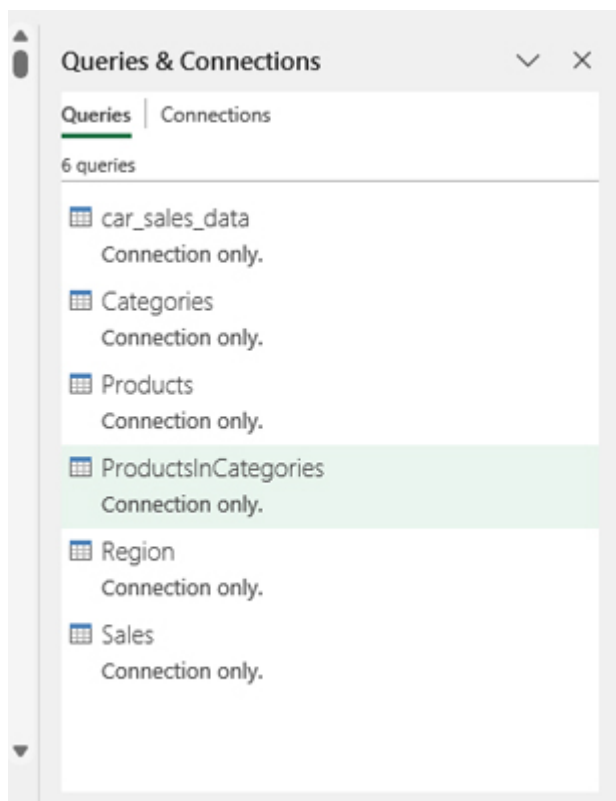 Queries & Connections
Queries | Connections
6 queries
car_sales_data
Connection only.
Categories
Connection only.
Products
Connection only.
ProductsInCategories
Connection only.
Region
Connection only.
Sales
Connection only.